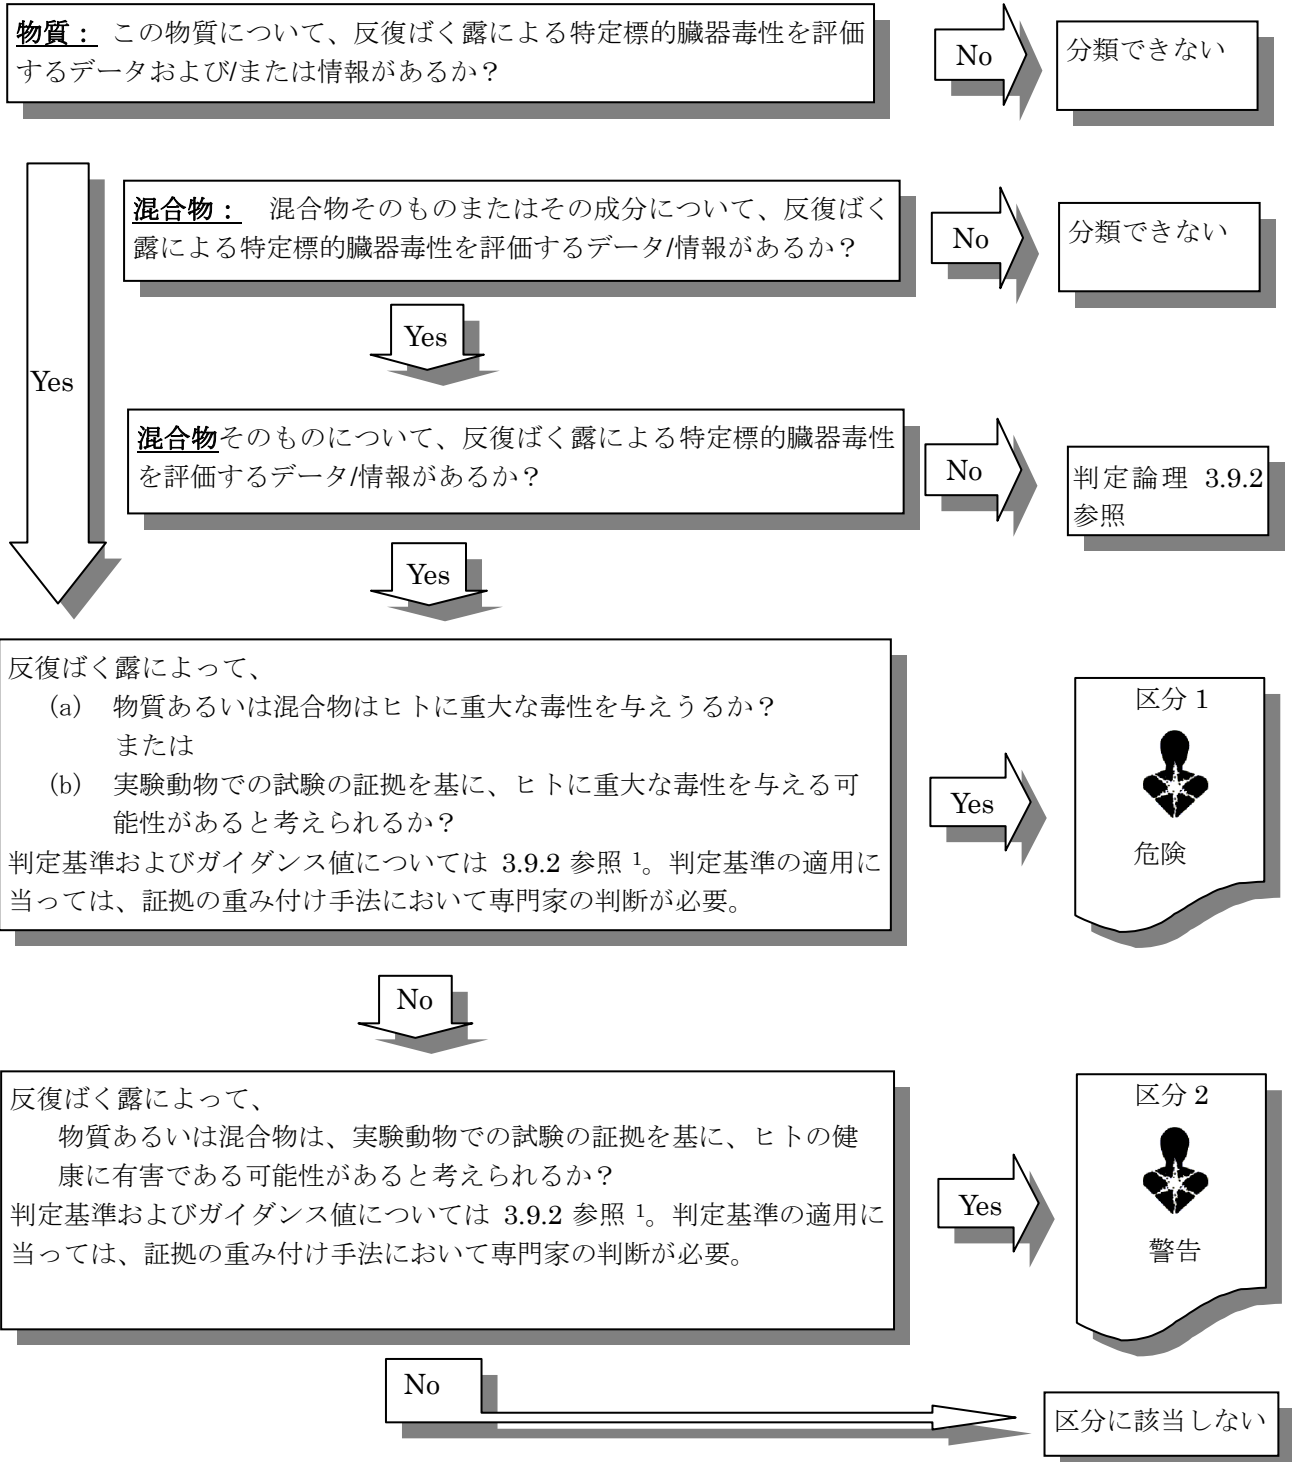 物質： この物質について、反復ばく露による特定標的臓器毒性を評価
するデータおよび/または情報があるか？
No
分類できない
混合物： 混合物そのものまたはその成分について、反復ばく
露による特定標的臓器毒性を評価するデータ/情報があるか？
No
分類できない
Yes
Yes
混合物そのものについて、反復ばく露による特定標的臓器毒性
を評価するデータ/情報があるか？
No
判定論理 3.9.2
参照
Yes
反復ばく露によって、
(a) 物質あるいは混合物はヒトに重大な毒性を与えうるか？
または
(b) 実験動物での試験の証拠を基に、ヒトに重大な毒性を与える可
能性があると考えられるか？
判定基準およびガイダンス値については 3.9.2 参照 ¹。判定基準の適用に
当っては、証拠の重み付け手法において専門家の判断が必要。
Yes
区分 1
危険
No
反復ばく露によって、
物質あるいは混合物は、実験動物での試験の証拠を基に、ヒトの健
康に有害である可能性があると考えられるか？
判定基準およびガイダンス値については 3.9.2 参照 ¹。判定基準の適用に
当っては、証拠の重み付け手法において専門家の判断が必要。
Yes
区分 2
警告
No
区分に該当しない